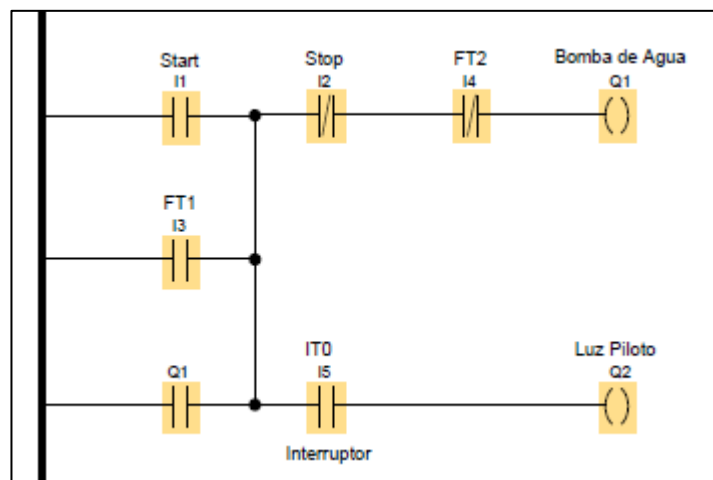 Start
I1
Stop
I2
FT2
I4
Bomba de Agua
Q1
FT1
I3
Q1
IT0
I5
Interruptor
Luz Piloto
Q2